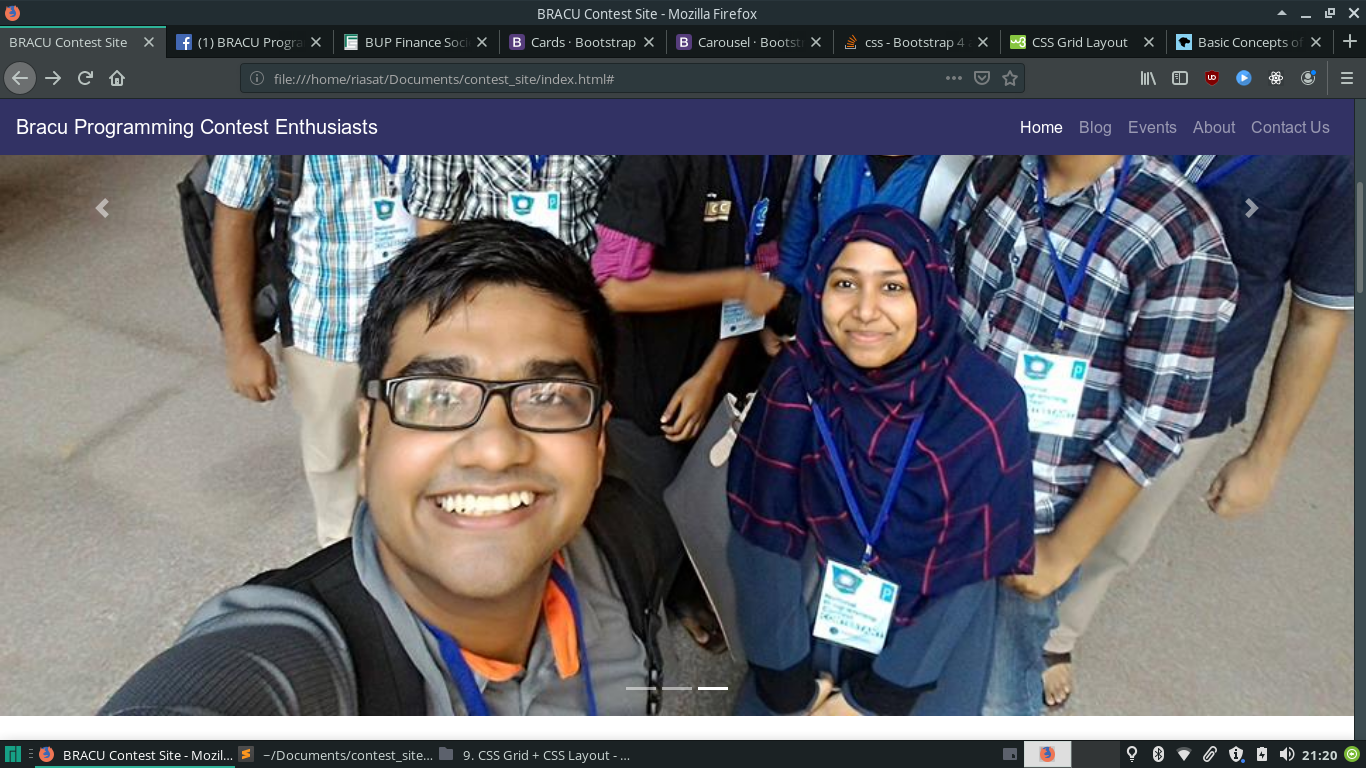 BRACU Contest Site - Mozilla Firefox
BRACU Contest Site
(1) BRACU Progra
BUP Finance Soci
Cards · Bootstrap
Carousel · Bootst
css - Bootstrap 4
CSS Grid Layout
Basic Concepts of
file:///home/riasat/Documents/contest_site/index.html#
Bracu Programming Contest Enthusiasts
Home Blog Events About Contact Us
CONTESTANT
BRACU Contest Site - Mozil...
~/Documents/contest_site...
9. CSS Grid + CSS Layout - ...
21:20